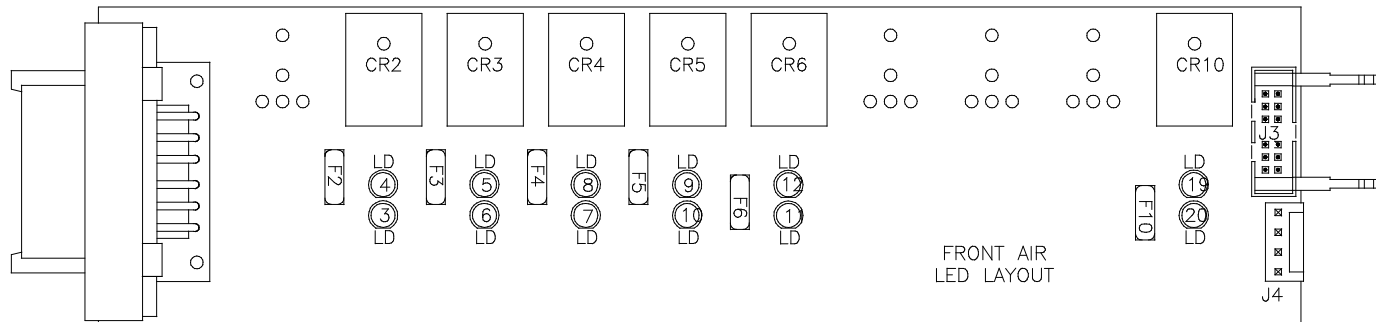 CR2 CR3 CR4 CR5 CR6 CR10
J3
LD LD LD LD LD LD
F2 F3 F4 F5 F6 F10
4 5 8 9 12 19
3 6 7 10 1 20
LD LD LD LD LD LD
FRONT AIR
LED LAYOUT
J4